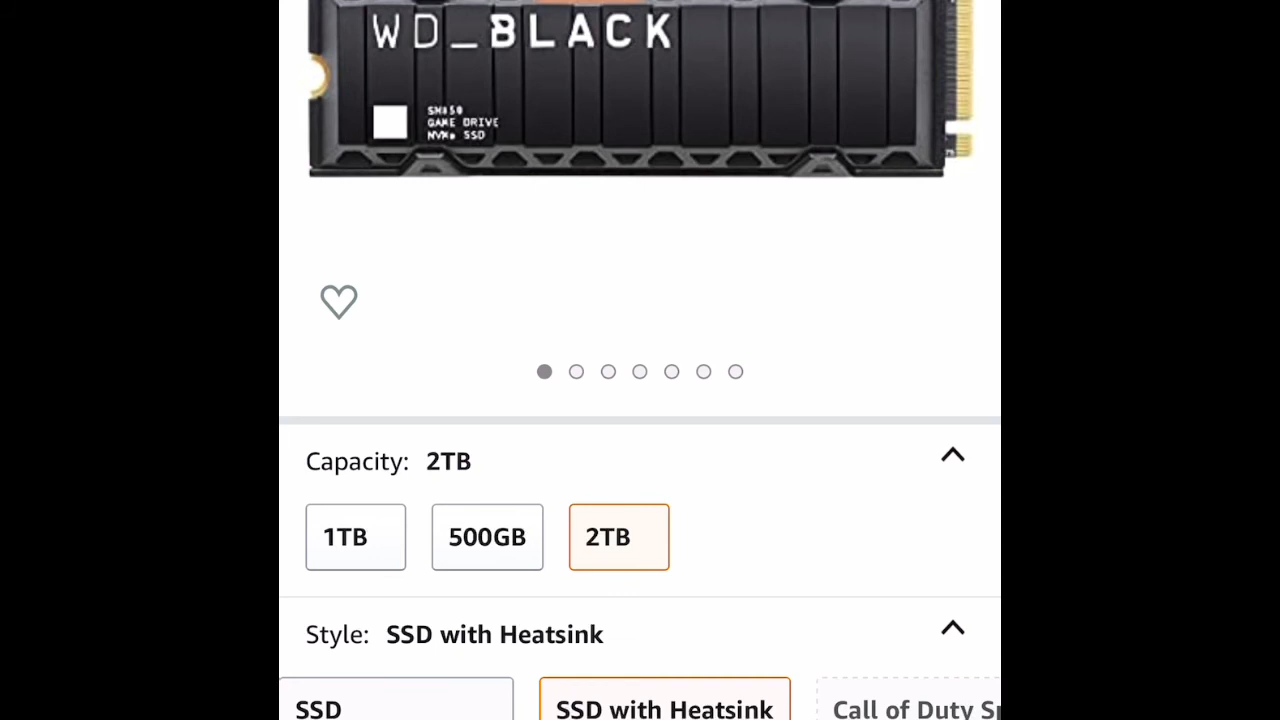 WD_BLACK
SN850
GAME DRIVE
NVMe SSD
Capacity: 2TB
1TB
500GB
2TB
Style: SSD with Heatsink
SSD
SSD with Heatsink
Call of Duty Sp